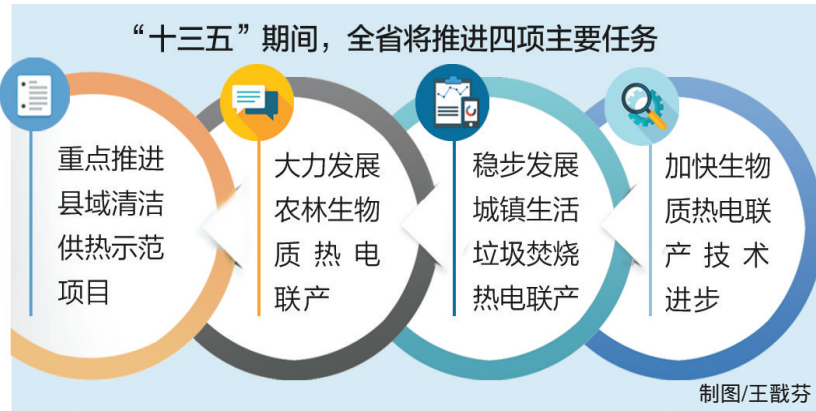 “十三五”期间，全省将推进四项主要任务
重点推进
县域清洁
供热示范
项目
大力发展
农林生物
质热电
联产
稳步发展
城镇生活
垃圾焚烧
热电联产
加快生物
质热电联
产技术
进步
制图/王戬芬